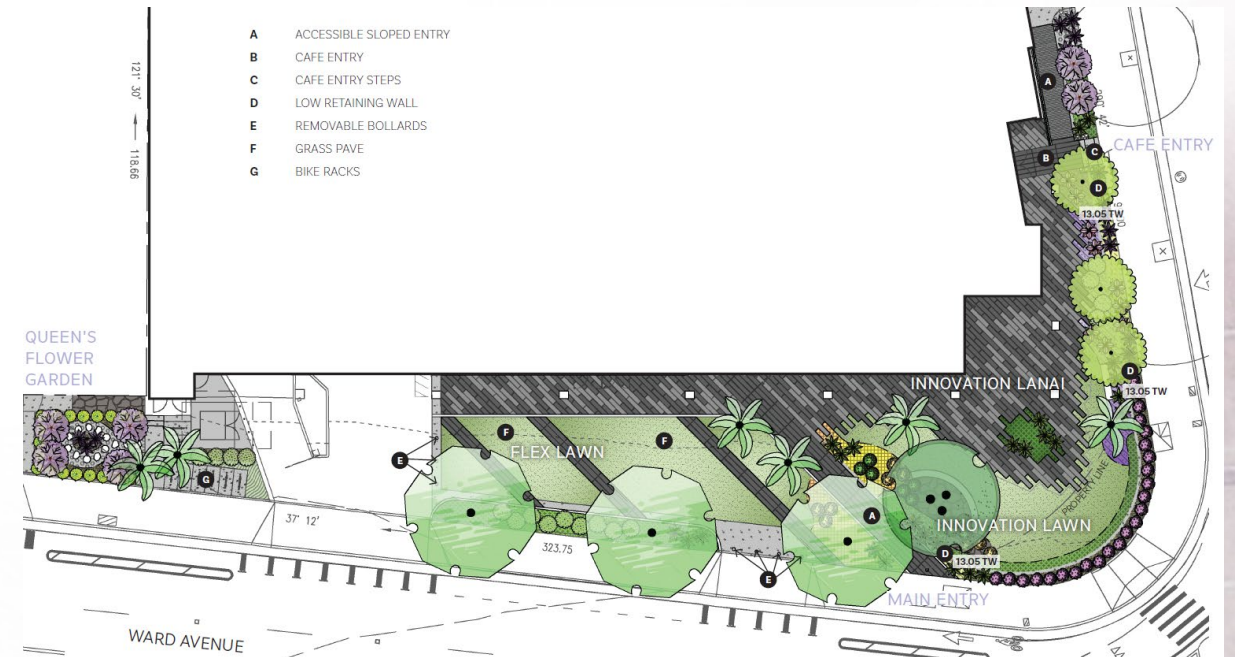 A ACCESSIBLE SLOPED ENTRY
B CAFE ENTRY
C CAFE ENTRY STEPS
D LOW RETAINING WALL
E REMOVABLE BOLLARDS
F GRASS PAVE
G BIKE RACKS
121° 30'
118.66
A
B
C
CAFE ENTRY
D
13.05 TW
QUEEN'S
FLOWER
GARDEN
INNOVATION LANAI
D
13.05 TW
F
F
FLEX LAWN
E
G
PROPERTY LINE
A
INNOVATION LAWN
37° 12'
323.75
D
13.05 TW
E
MAIN ENTRY
WARD AVENUE